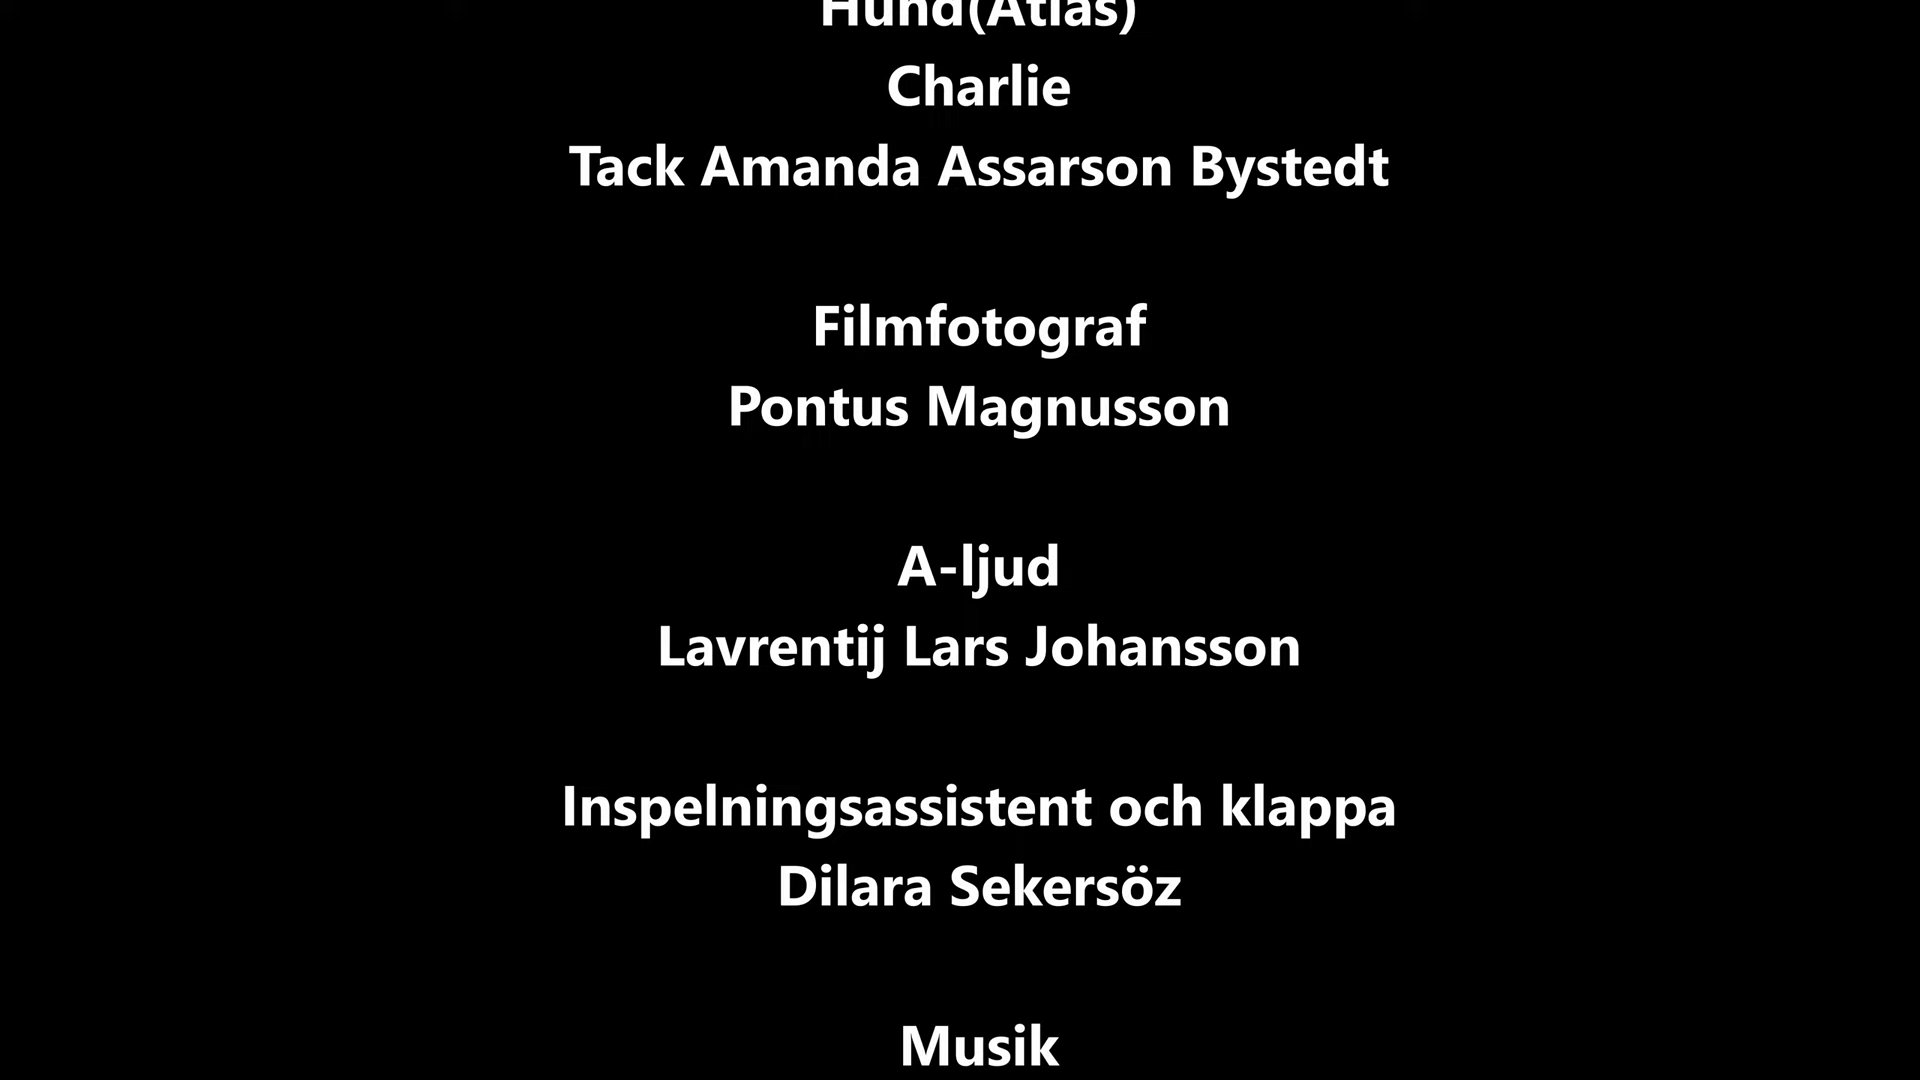 Hund(Atlas)
Charlie
Tack Amanda Assarson Bystedt
Filmfotograf
Pontus Magnusson
A-ljud
Lavrentij Lars Johansson
Inspelningsassistent och klappa
Dilara Sekersöz
Musik